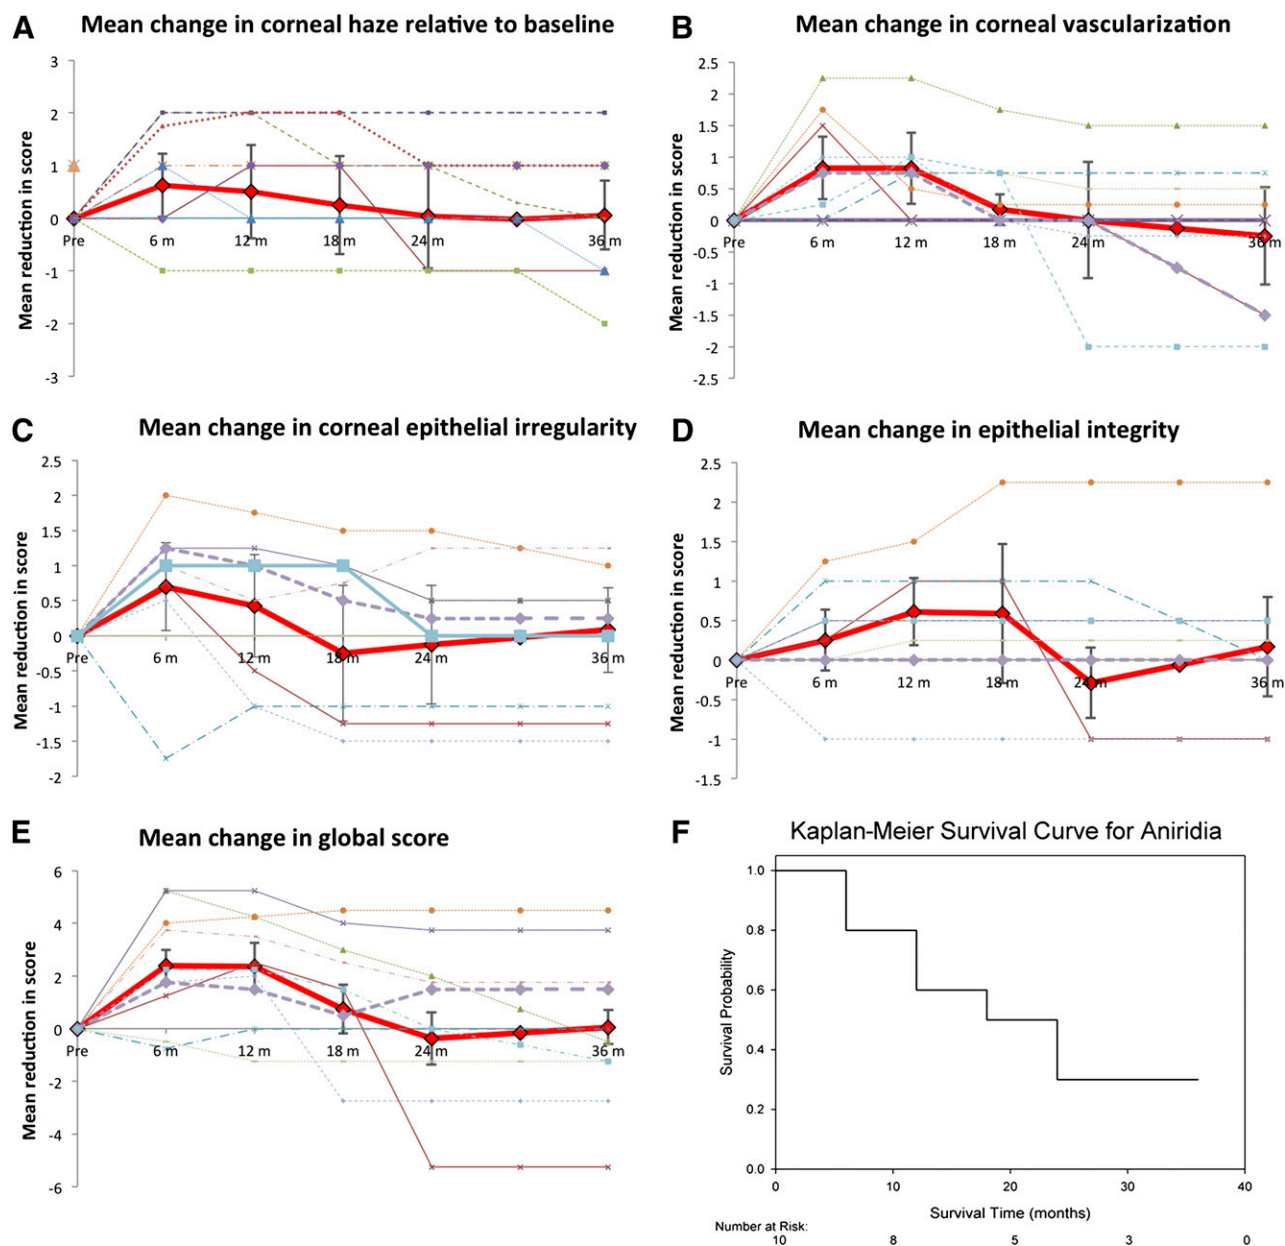 A Mean change in corneal haze relative to baseline
Mean reduction in score
3
2
1
0
-1
-2
-3
Pre 6 m 12 m 18 m 24 m 36 m
B Mean change in corneal vascularization
Mean reduction in score
2.5
2
1.5
1
0.5
0
-0.5
-1
-1.5
-2
-2.5
Pre 6 m 12 m 18 m 24 m 36 m
C Mean change in corneal epithelial irregularity
Mean reduction in score
2.5
2
1.5
1
0.5
0
-0.5
-1
-1.5
-2
Pre 6 m 12 m 18 m 24 m 36 m
D Mean change in epithelial integrity
Mean reduction in score
2.5
2
1.5
1
0.5
0
-0.5
-1
-1.5
Pre 6 m 12 m 18 m 24 m 36 m
E Mean change in global score
Mean reduction in score
6
4
2
0
-2
-4
-6
Pre 6 m 12 m 18 m 24 m 36 m
F Kaplan-Meier Survival Curve for Aniridia
Survival Probability
1.0
0.8
0.6
0.4
0.2
0.0
0 10 20 30 40
Survival Time (months)
Number at Risk:
10 8 5 3 0